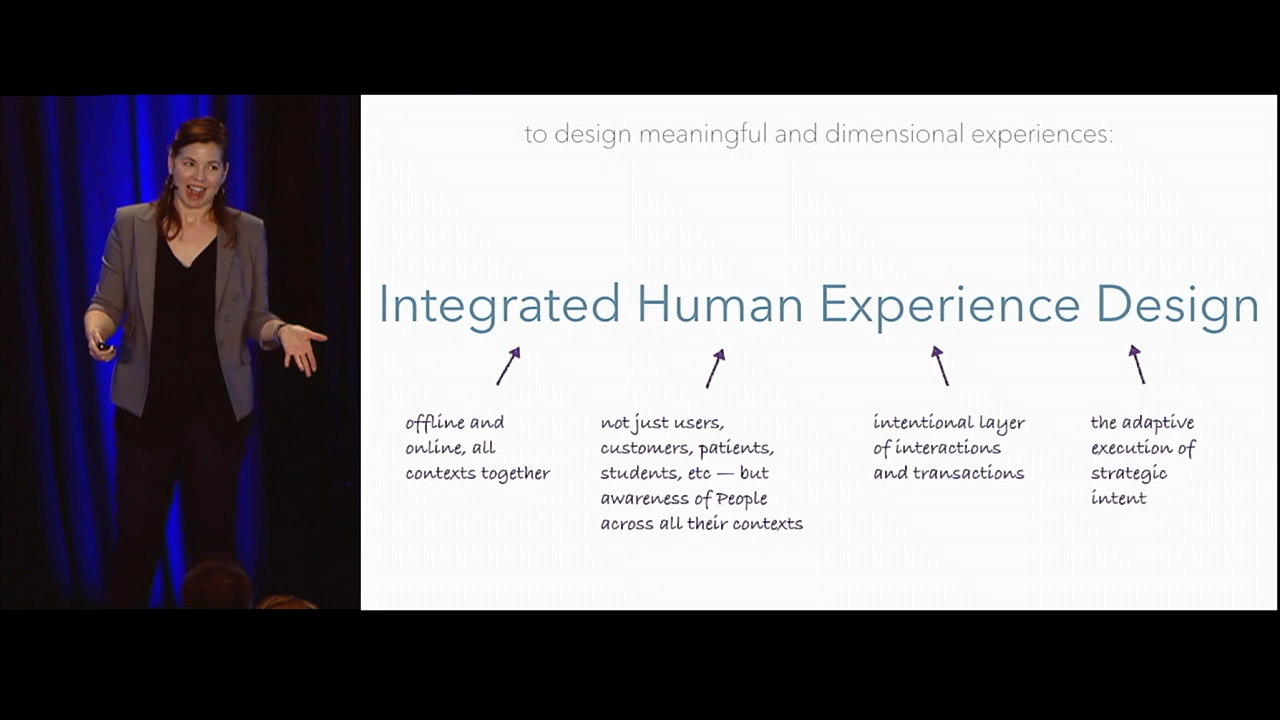 to design meaningful and dimensional experiences:
Integrated Human Experience Design
offline and
online, all
contexts together
not just users,
customers, patients,
students, etc — but
awareness of People
across all their contexts
intentional layer
of interactions
and transactions
the adaptive
execution of
strategic
intent